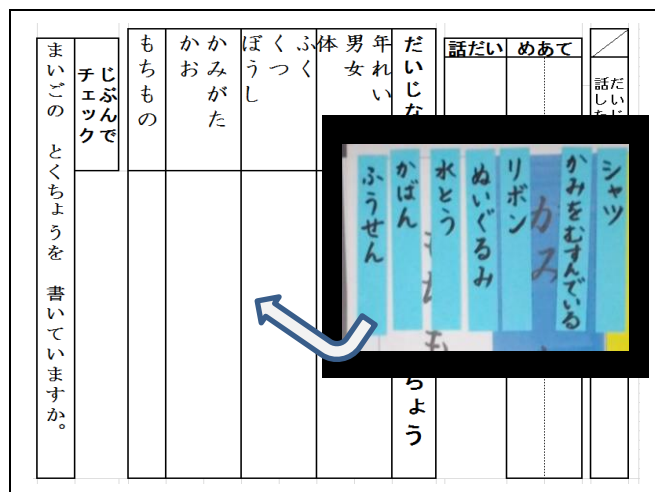 だいじな
話した
めあて
話だい
だいじな
ちょう
年れい
男女
体
ふく
くつ
ぼうし
かみがた
かお
もちもの
じぶんで
チェック
まいごの とくちょうを 書いていますか。
シャツ
かみをむすんでいる
かみ
リボン
ぬいぐるみ
水とう
かばん
ふうせん